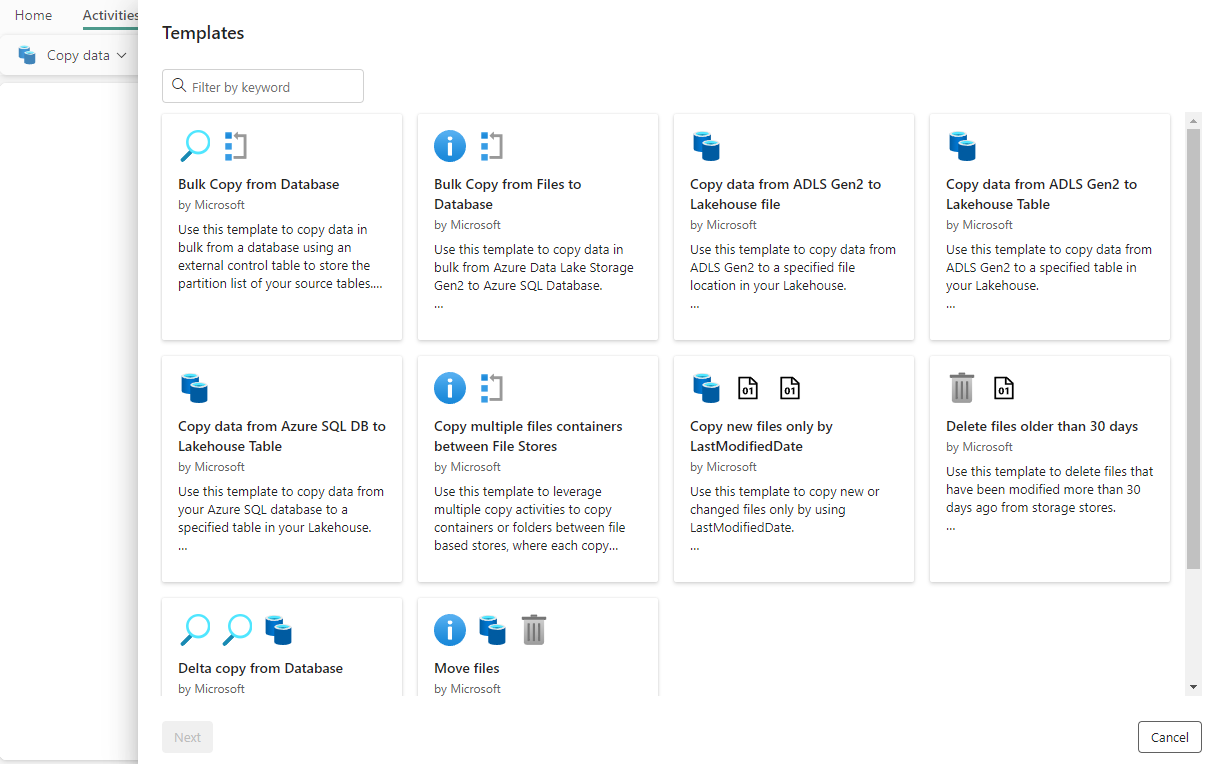 Home Activities
Copy data
Templates
Filter by keyword
Bulk Copy from Database
by Microsoft
Use this template to copy data in
bulk from a database using an
external control table to store the
partition list of your source tables....
Bulk Copy from Files to
Database
by Microsoft
Use this template to copy data in
bulk from Azure Data Lake Storage
Gen2 to Azure SQL Database.
...
Copy data from ADLS Gen2 to
Lakehouse file
by Microsoft
Use this template to copy data from
ADLS Gen2 to a specified file
location in your Lakehouse.
...
Copy data from ADLS Gen2 to
Lakehouse Table
by Microsoft
Use this template to copy data from
ADLS Gen2 to a specified table in
your Lakehouse.
...
Copy data from Azure SQL DB to
Lakehouse Table
by Microsoft
Use this template to copy data from
your Azure SQL database to a
specified table in your Lakehouse.
...
Copy multiple files containers
between File Stores
by Microsoft
Use this template to leverage
multiple copy activities to copy
containers or folders between file
based stores, where each copy...
01 01
Copy new files only by
LastModifiedDate
by Microsoft
Use this template to copy new or
changed files only by using
LastModifiedDate.
...
01
Delete files older than 30 days
by Microsoft
Use this template to delete files that
have been modified more than 30
days ago from storage stores.
...
Delta copy from Database
by Microsoft
Move files
by Microsoft
Next
Cancel